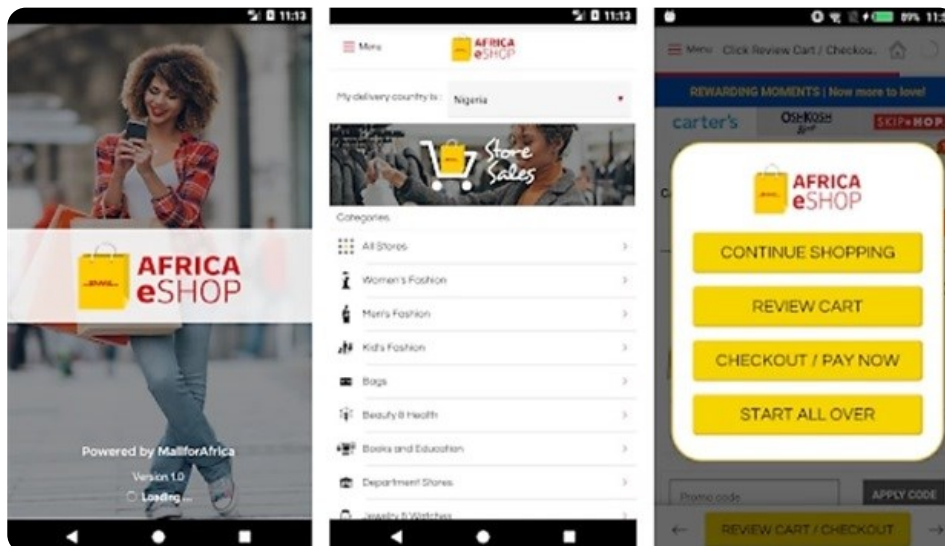 11:13
AFRICA
eSHOP
Powered by MallforAfrica
Version 1.0
Loading ...
11:13
Menu
AFRICA
eSHOP
My delivery country is :
Nigeria
Store
Sales
Categories
All Stores
Women's Fashion
Men's Fashion
Kid's Fashion
Bags
Beauty & Health
Books and Education
Department Stores
Jewelry & Watches
89%
Menu
Click Review Cart / Checkou..
REWARDING MOMENTS | Now more to love!
carter's
OSHKOSH
SKIP HOP
AFRICA
eSHOP
CONTINUE SHOPPING
REVIEW CART
CHECKOUT / PAY NOW
START ALL OVER
Promo code
APPLY CODE
REVIEW CART / CHECKOUT